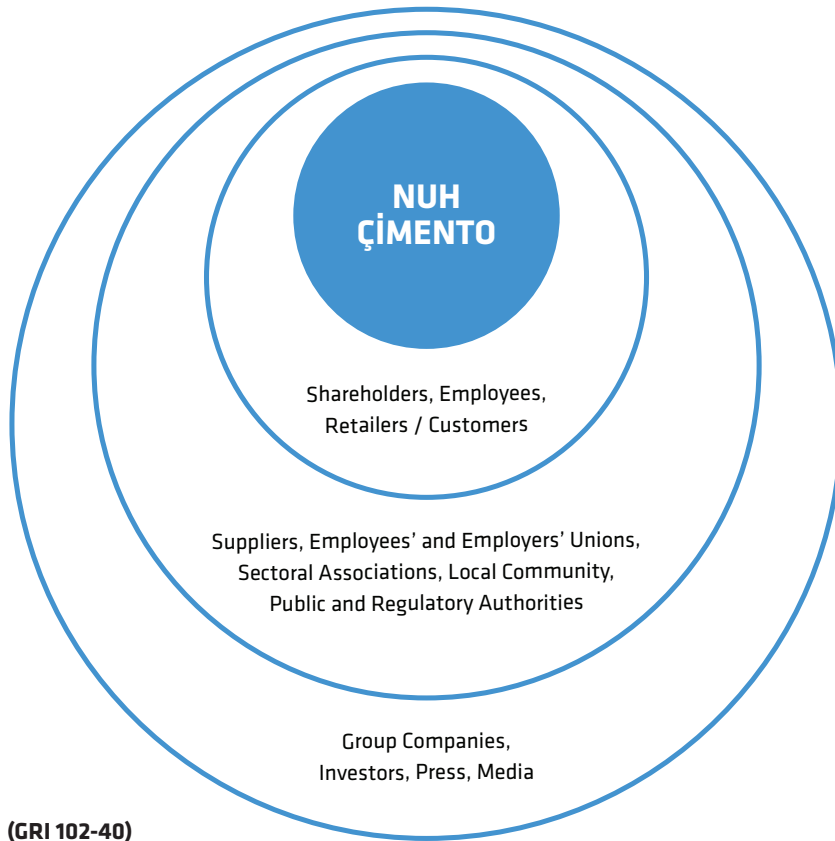 NUH
ÇİMENTO
Shareholders, Employees,
Retailers / Customers
Suppliers, Employees’ and Employers’ Unions,
Sectoral Associations, Local Community,
Public and Regulatory Authorities
Group Companies,
Investors, Press, Media
(GRI 102-40)